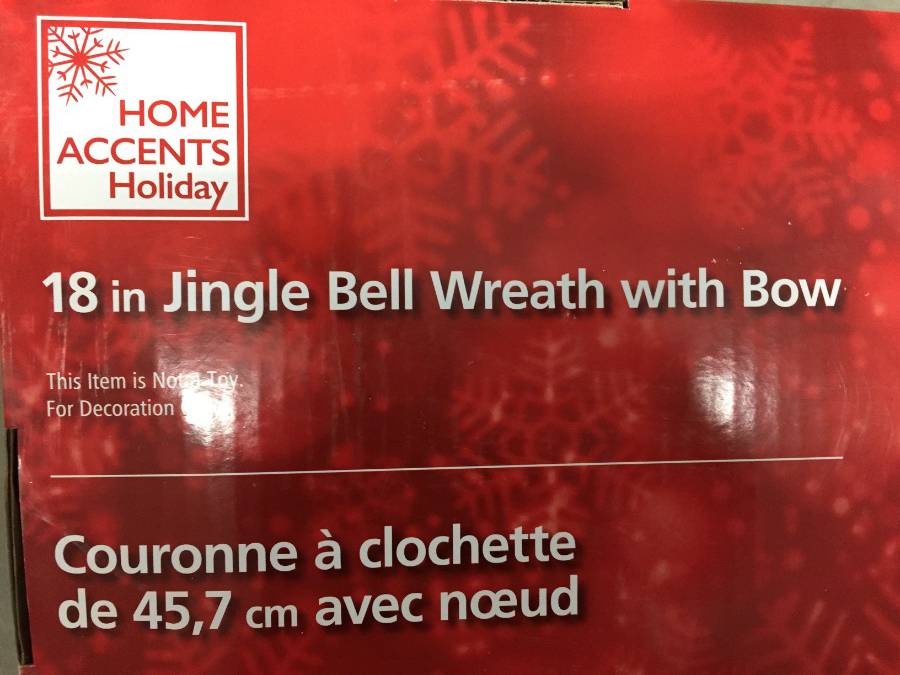 HOME
ACCENTS
Holiday
18 in Jingle Bell Wreath with Bow
This Item is Not a Toy.
For Decoration
Couronne à clochette
de 45,7 cm avec nœud